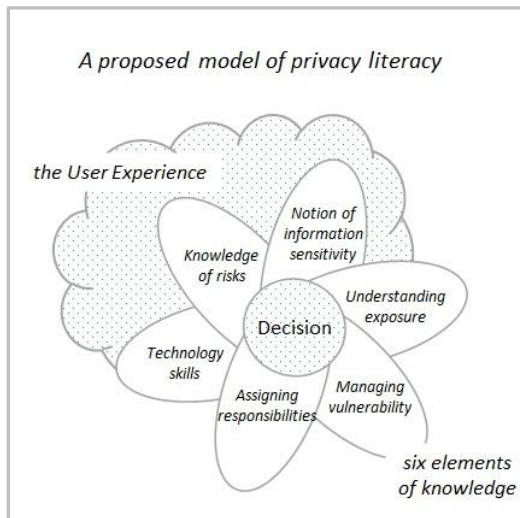 A proposed model of privacy literacy
the User Experience
Notion of
information
sensitivity
Knowledge
of risks
Understanding
exposure
Decision
Technology
skills
Managing
vulnerability
Assigning
responsibilities
six elements
of knowledge